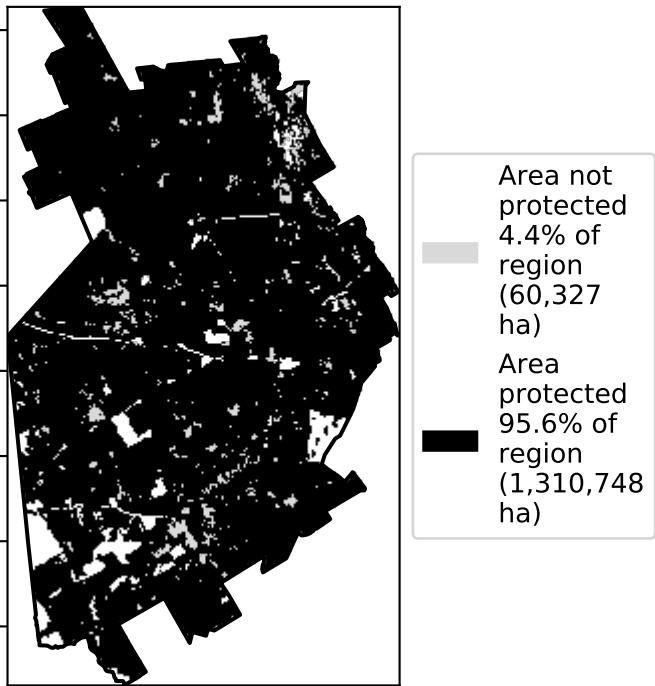 Area not
protected
4.4% of
region
(60,327
ha)
Area
protected
95.6% of
region
(1,310,748
ha)